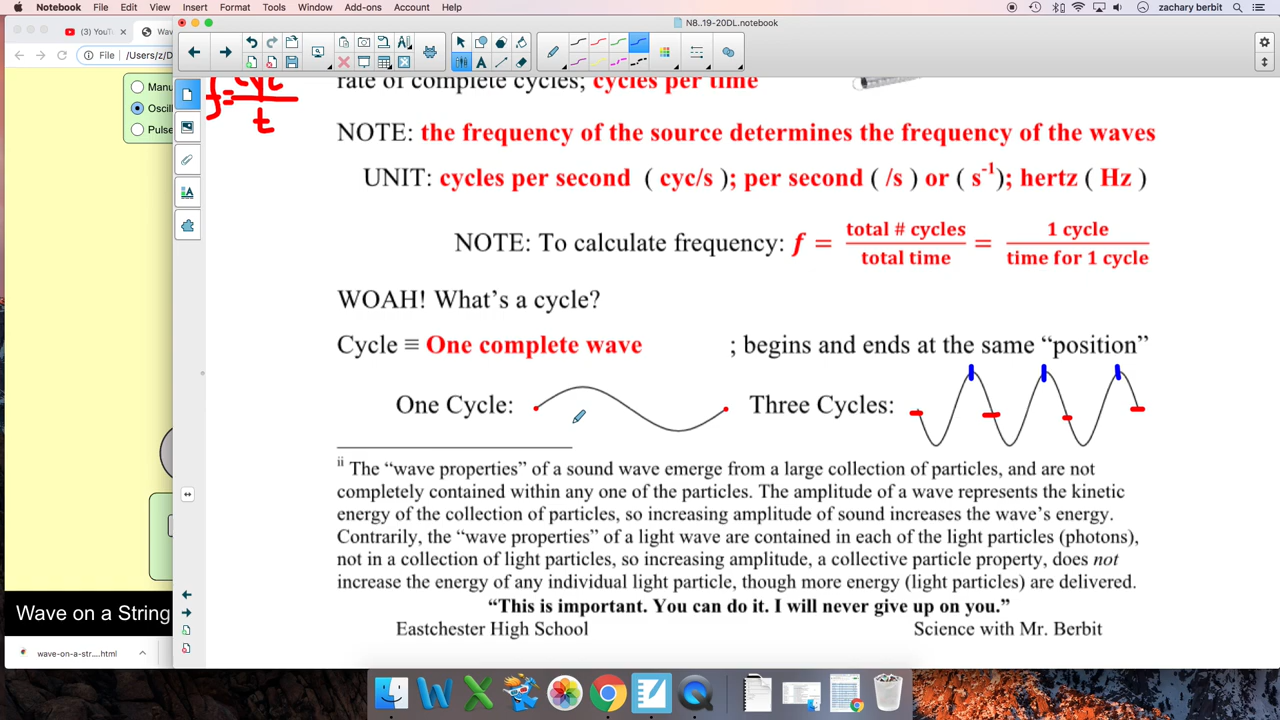 Notebook File Edit View Insert Format Tools Window Add-ons Account Help zachary berbit
NB..19-20DL.notebook
(3) YouT
Wav
File /Users/z/D
Manu
Oscil
Pulse
f = cyc
t
rate of complete cycles; cycles per time
NOTE: the frequency of the source determines the frequency of the waves
UNIT: cycles per second ( cyc/s ); per second ( /s ) or ( s⁻¹); hertz ( Hz )
NOTE: To calculate frequency: f = total # cycles / total time = 1 cycle / time for 1 cycle
WOAH! What's a cycle?
Cycle ≡ One complete wave ; begins and ends at the same “position”
One Cycle: Three Cycles:
ii The “wave properties” of a sound wave emerge from a large collection of particles, and are not
completely contained within any one of the particles. The amplitude of a wave represents the kinetic
energy of the collection of particles, so increasing amplitude of sound increases the wave's energy.
Contrarily, the “wave properties” of a light wave are contained in each of the light particles (photons),
not in a collection of light particles, so increasing amplitude, a collective particle property, does not
increase the energy of any individual light particle, though more energy (light particles) are delivered.
“This is important. You can do it. I will never give up on you.”
Eastchester High School Science with Mr. Berbit
Wave on a String
wave-on-a-str....html